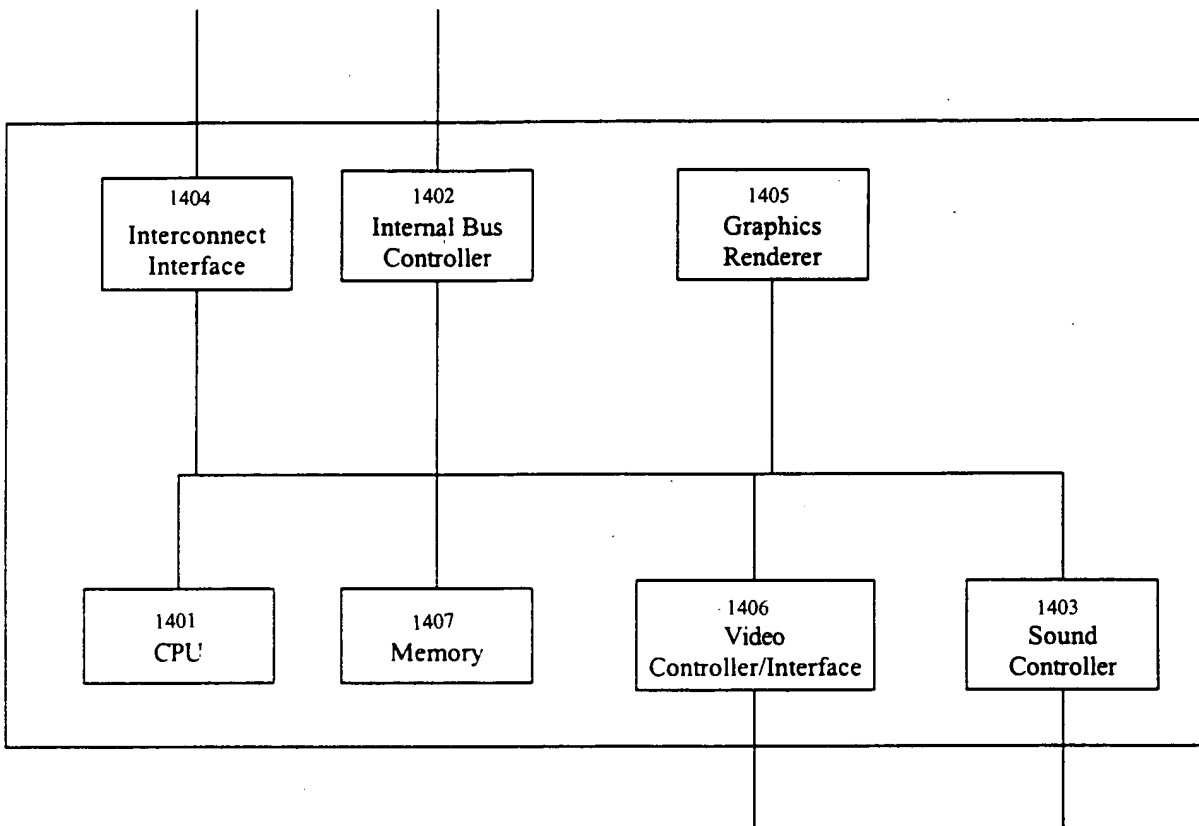 1404
Interconnect
Interface
1402
Internal Bus
Controller
1405
Graphics
Renderer
1401
CPU
1407
Memory
1406
Video
Controller/Interface
1403
Sound
Controller